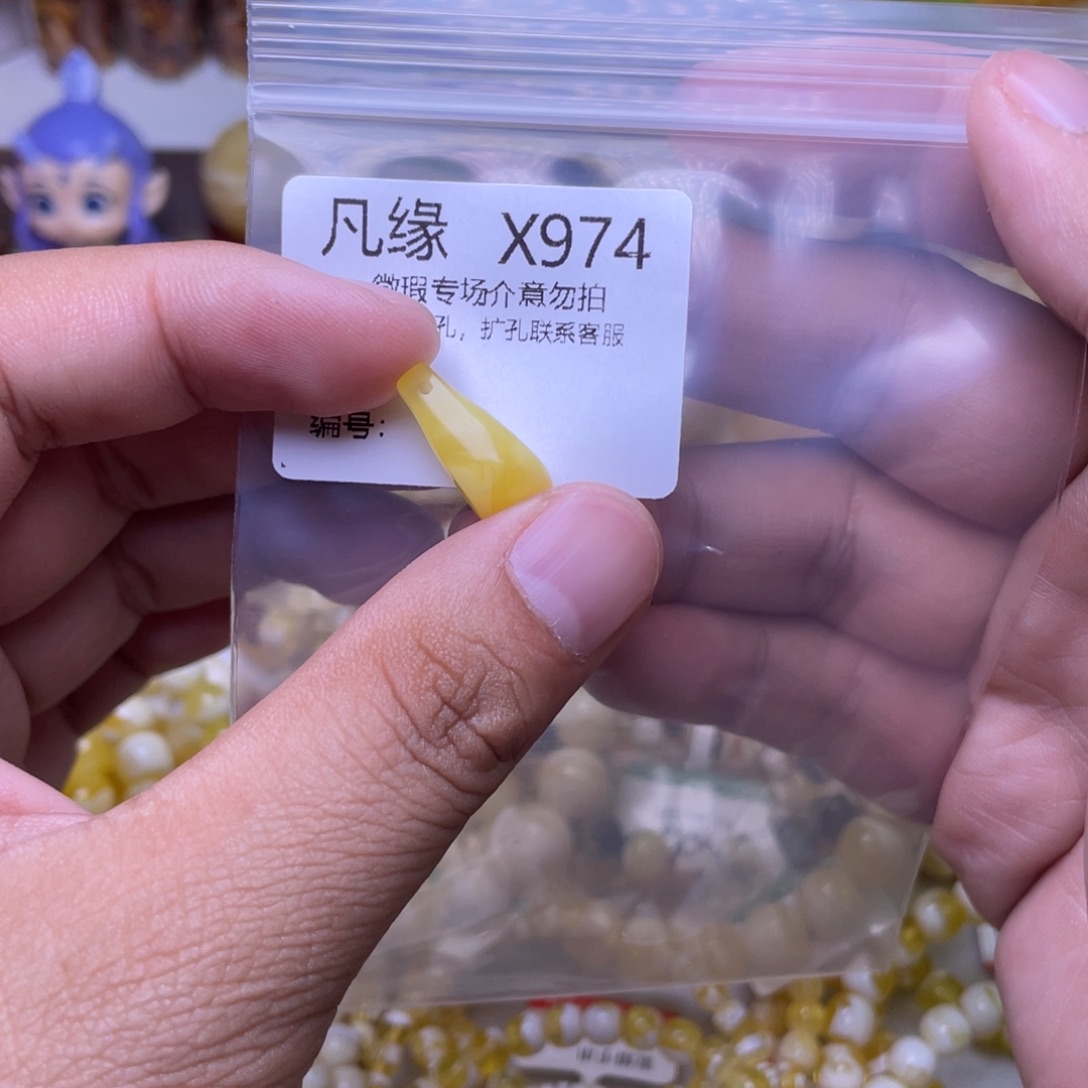 凡缘 X974
微瑕专场介意勿拍
孔，扩孔联系客服
编号：